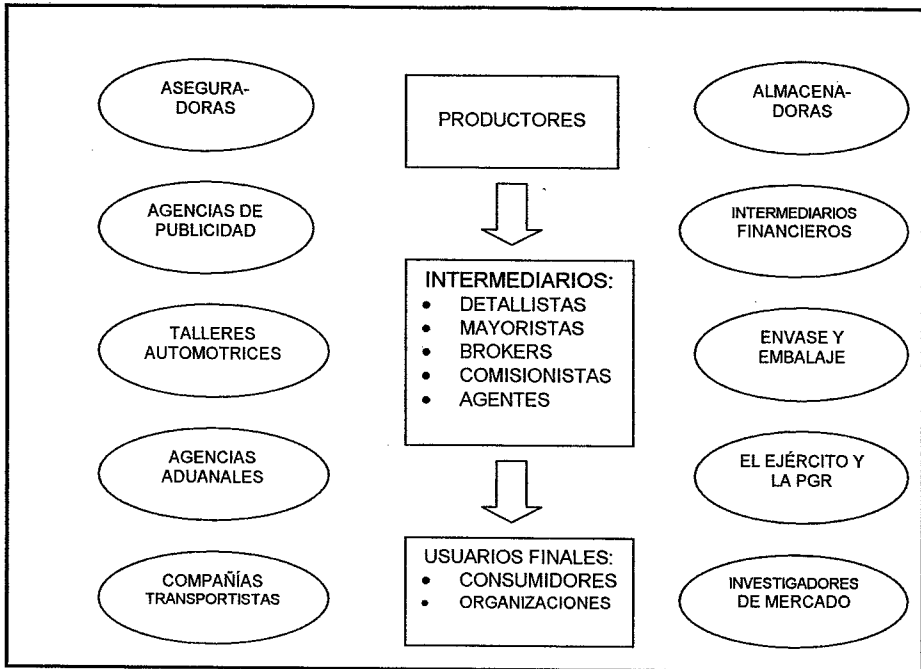 ASEGURA-
DORAS
AGENCIAS DE
PUBLICIDAD
TALLERES
AUTOMOTRICES
AGENCIAS
ADUANALES
COMPAÑÍAS
TRANSPORTISTAS
PRODUCTORES
INTERMEDIARIOS:
• DETALLISTAS
• MAYORISTAS
• BROKERS
• COMISIONISTAS
• AGENTES
USUARIOS FINALES:
• CONSUMIDORES
• ORGANIZACIONES
ALMACENA-
DORAS
INTERMEDIARIOS
FINANCIEROS
ENVASE Y
EMBALAJE
EL EJÉRCITO Y
LA PGR
INVESTIGADORES
DE MERCADO